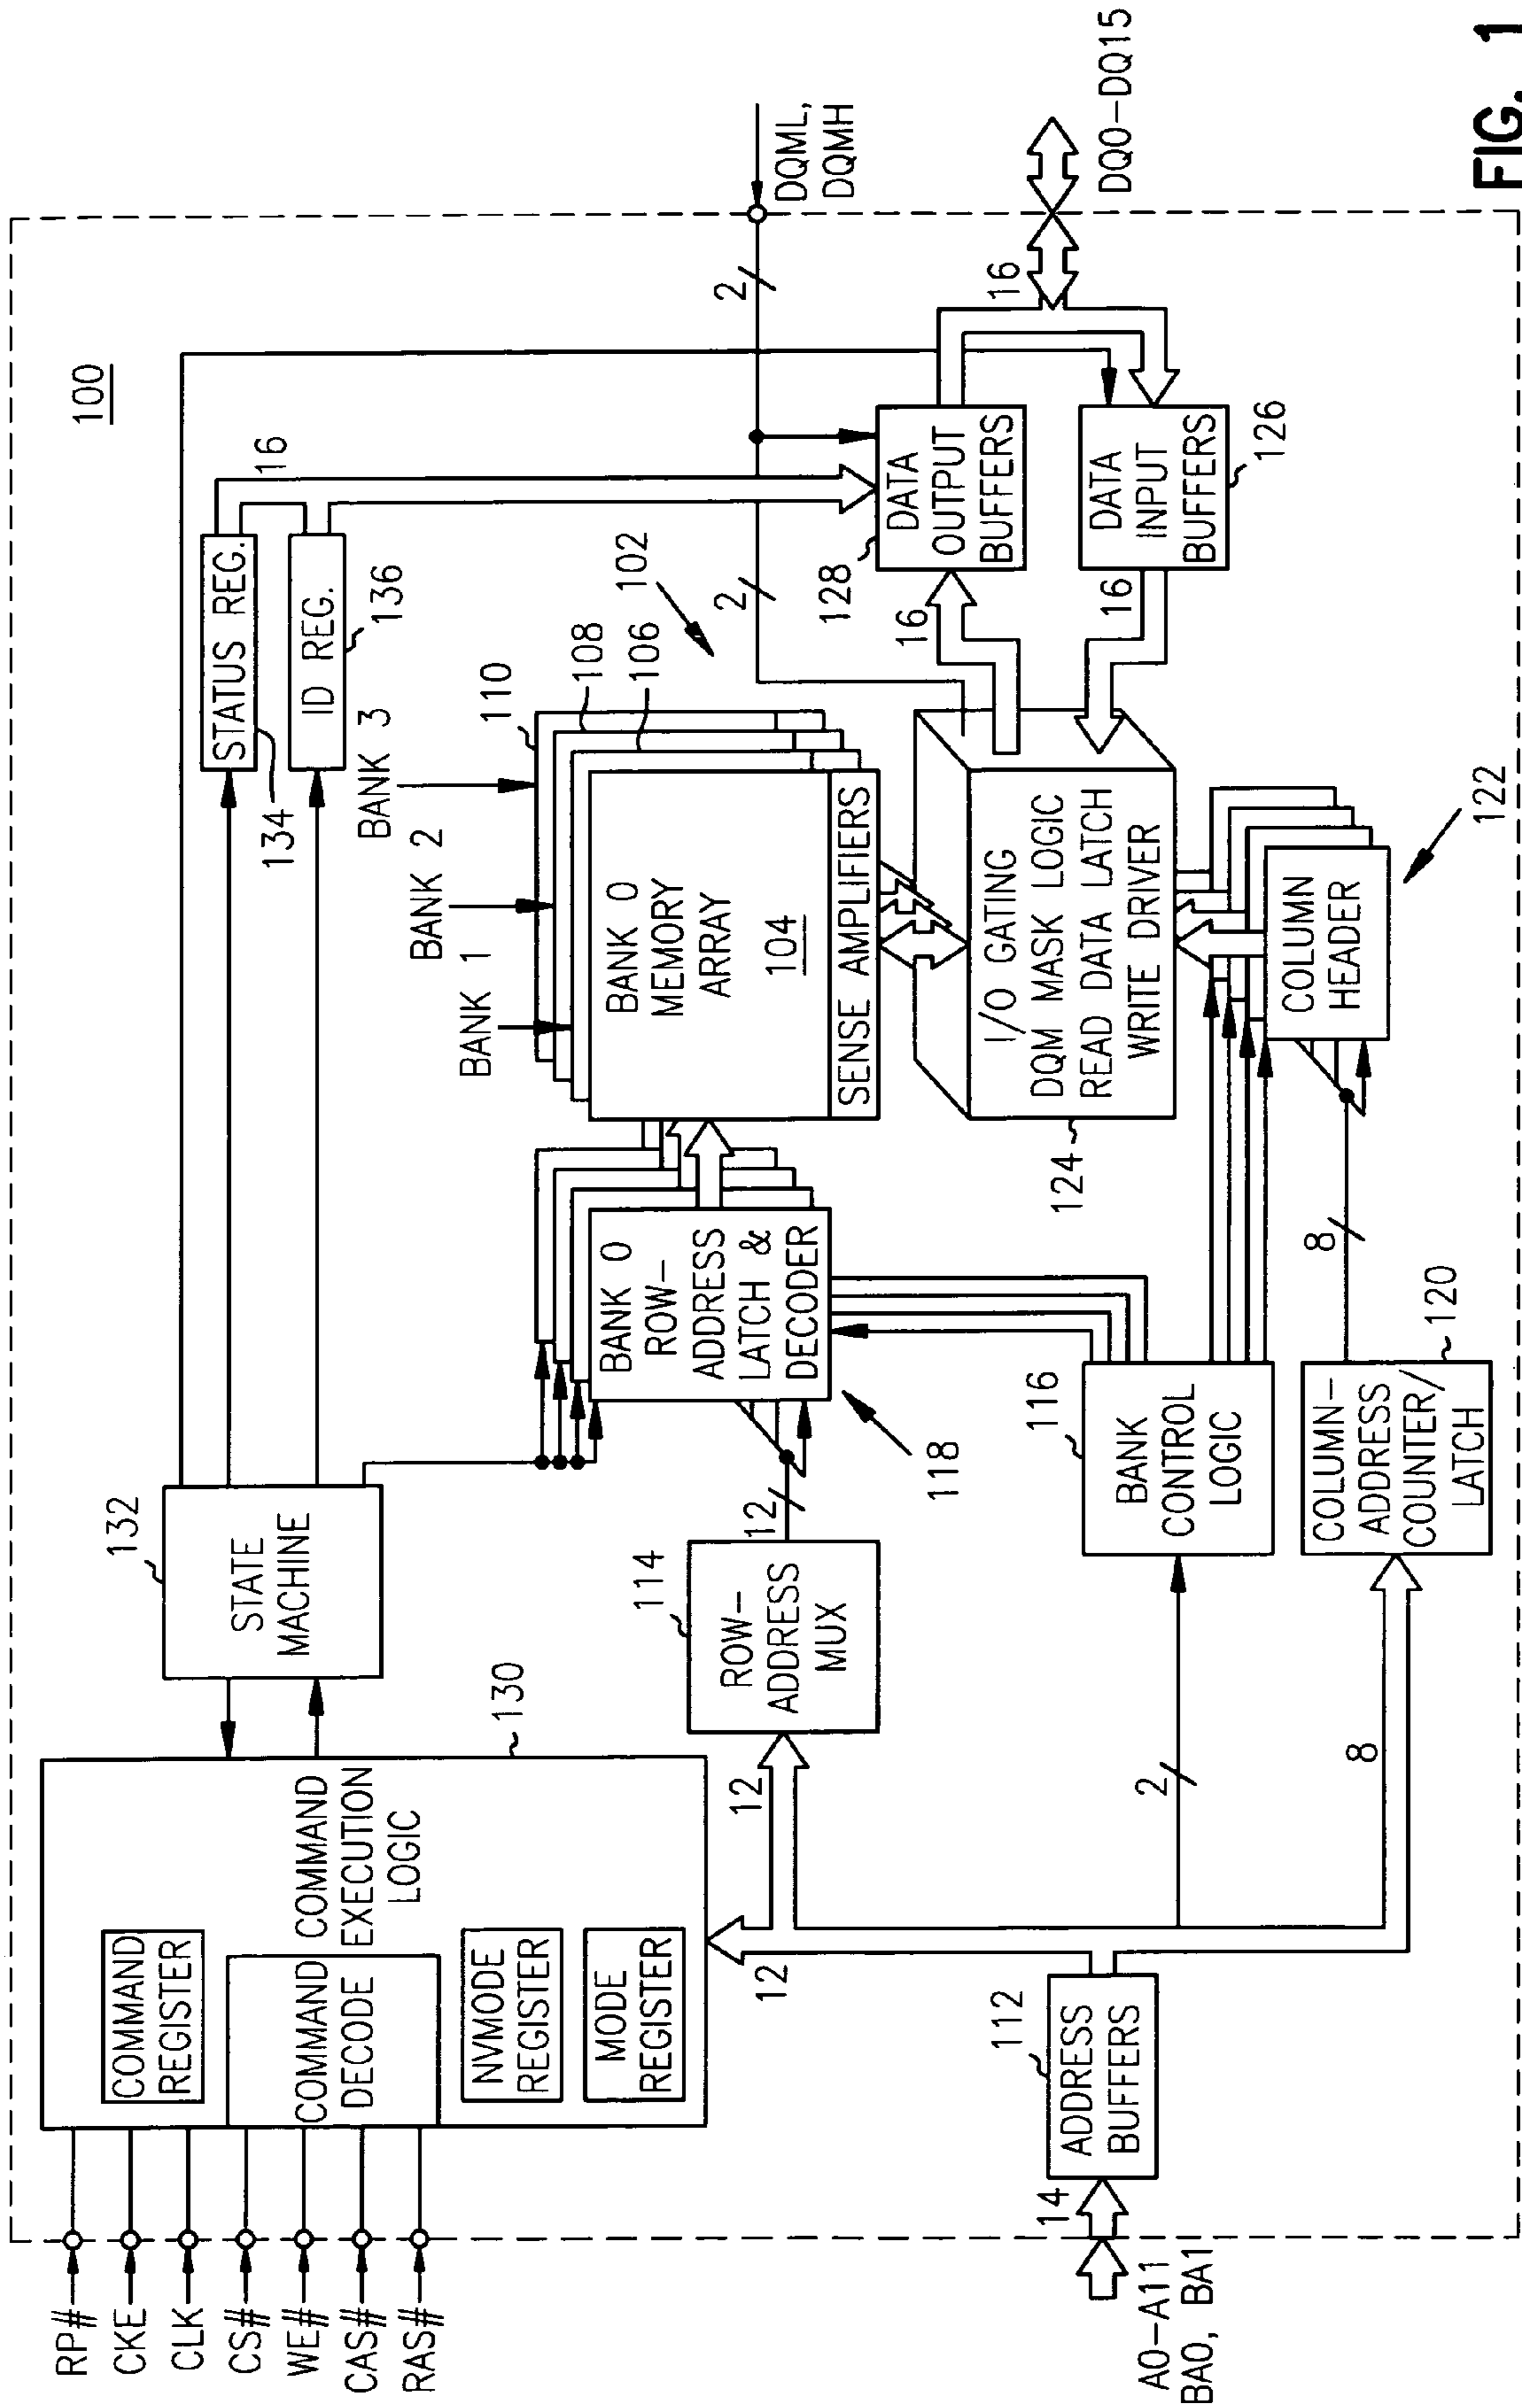 100
RP#
CKE
CLK
CS#
WE#
CAS#
RAS#
COMMAND
REGISTER
COMMAND
DECODE
COMMAND
EXECUTION
LOGIC
NVMODE
REGISTER
MODE
REGISTER
130
132
STATE
MACHINE
STATUS REG.
134
ID REG.
136
16
BANK 3
BANK 2
BANK 1
110
108
106
102
BANK 0
MEMORY
ARRAY
104
SENSE AMPLIFIERS
BANK 0
ROW-
ADDRESS
LATCH &
DECODER
118
12
114
ROW-
ADDRESS
MUX
12
12
2
2
DQML,
DQMH
128
DATA
OUTPUT
BUFFERS
16
16
DQ0-DQ15
DATA
INPUT
BUFFERS
126
16
I/O GATING
DQM MASK LOGIC
READ DATA LATCH
WRITE DRIVER
124
COLUMN
HEADER
122
116
BANK
CONTROL
LOGIC
2
8
COLUMN-
ADDRESS
COUNTER/
LATCH
120
8
112
ADDRESS
BUFFERS
14
A0-A11
BA0, BA1
FIG. 1